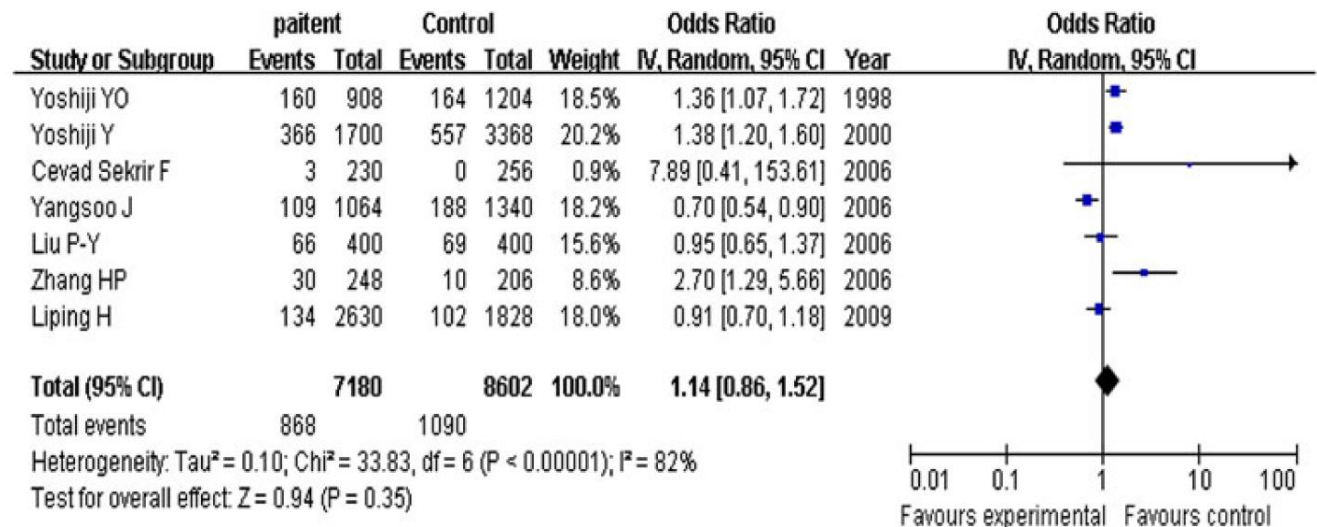 paitent Control Odds Ratio Odds Ratio
Study or Subgroup Events Total Events Total Weight IV, Random, 95% CI Year IV, Random, 95% CI
Yoshiji YO 160 908 164 1204 18.5% 1.36 [1.07, 1.72] 1998
Yoshiji Y 366 1700 557 3368 20.2% 1.38 [1.20, 1.60] 2000
Cevad Sekrir F 3 230 0 256 0.9% 7.89 [0.41, 153.61] 2006
Yangsoo J 109 1064 188 1340 18.2% 0.70 [0.54, 0.90] 2006
Liu P-Y 66 400 69 400 15.6% 0.95 [0.65, 1.37] 2006
Zhang HP 30 248 10 206 8.6% 2.70 [1.29, 5.66] 2006
Liping H 134 2630 102 1828 18.0% 0.91 [0.70, 1.18] 2009
Total (95% CI) 7180 8602 100.0% 1.14 [0.86, 1.52]
Total events 868 1090
Heterogeneity: Tau² = 0.10; Chi² = 33.83, df = 6 (P < 0.00001); I² = 82%
Test for overall effect: Z = 0.94 (P = 0.35)
0.01 0.1 1 10 100
Favours experimental Favours control